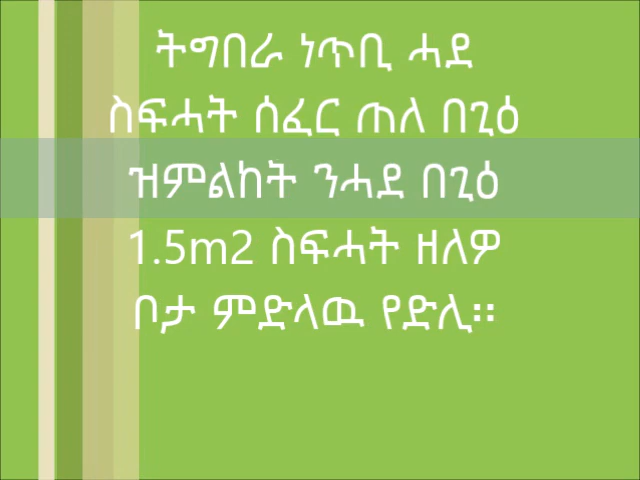 ትግበራ ነጥቢ ሓደ
ስፍሓት ሰፈር ጠለ በጊዕ
ዝምልከት ንሓደ በጊዕ
1.5m2 ስፍሓት ዘለዎ
ቦታ ምድላዉ የድሊ፡፡